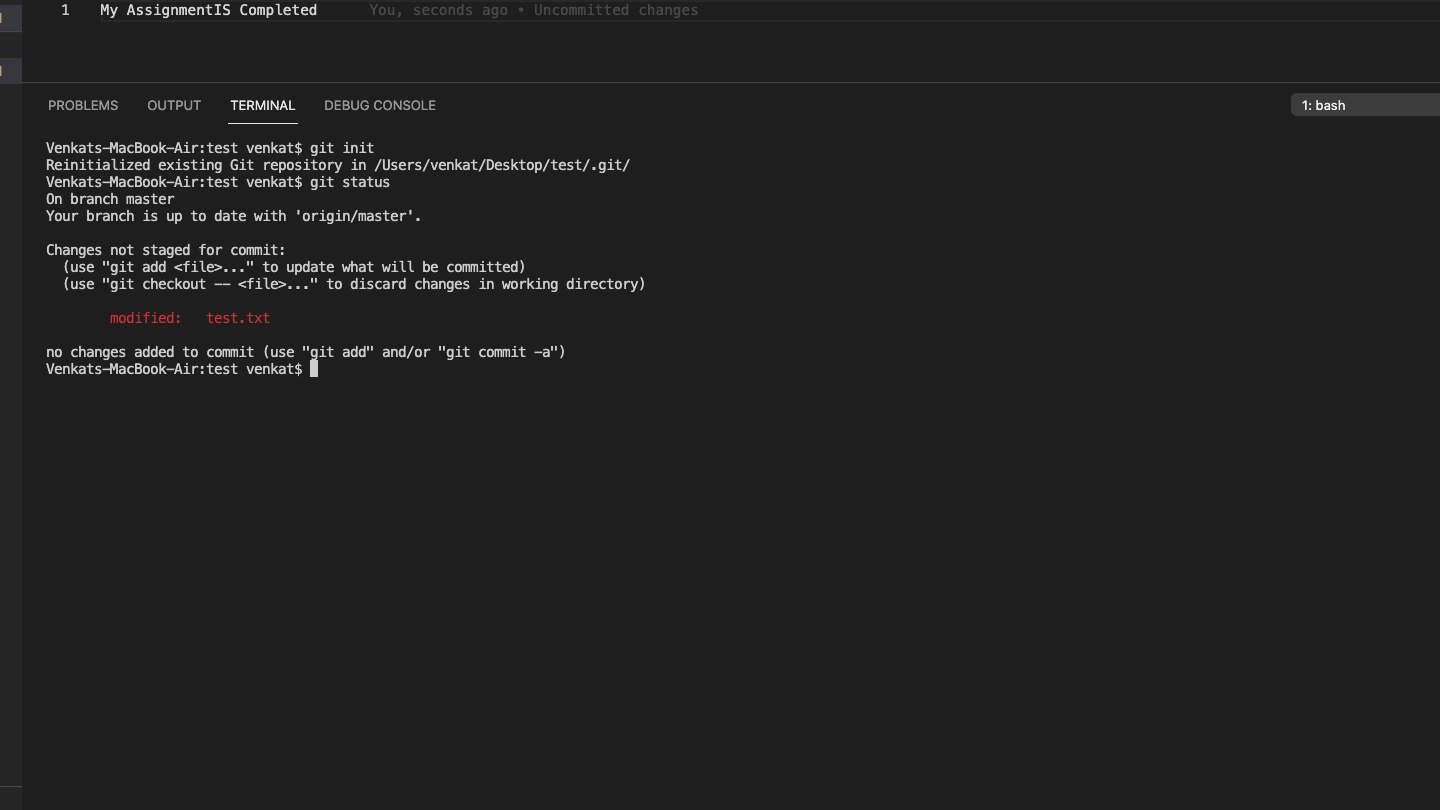 1 My AssignmentIS Completed You, seconds ago • Uncommitted changes
PROBLEMS OUTPUT TERMINAL DEBUG CONSOLE 1: bash
Venkats-MacBook-Air:test venkat$ git init
Reinitialized existing Git repository in /Users/venkat/Desktop/test/.git/
Venkats-MacBook-Air:test venkat$ git status
On branch master
Your branch is up to date with 'origin/master'.
Changes not staged for commit:
(use "git add <file>..." to update what will be committed)
(use "git checkout -- <file>..." to discard changes in working directory)
modified: test.txt
no changes added to commit (use "git add" and/or "git commit -a")
Venkats-MacBook-Air:test venkat$